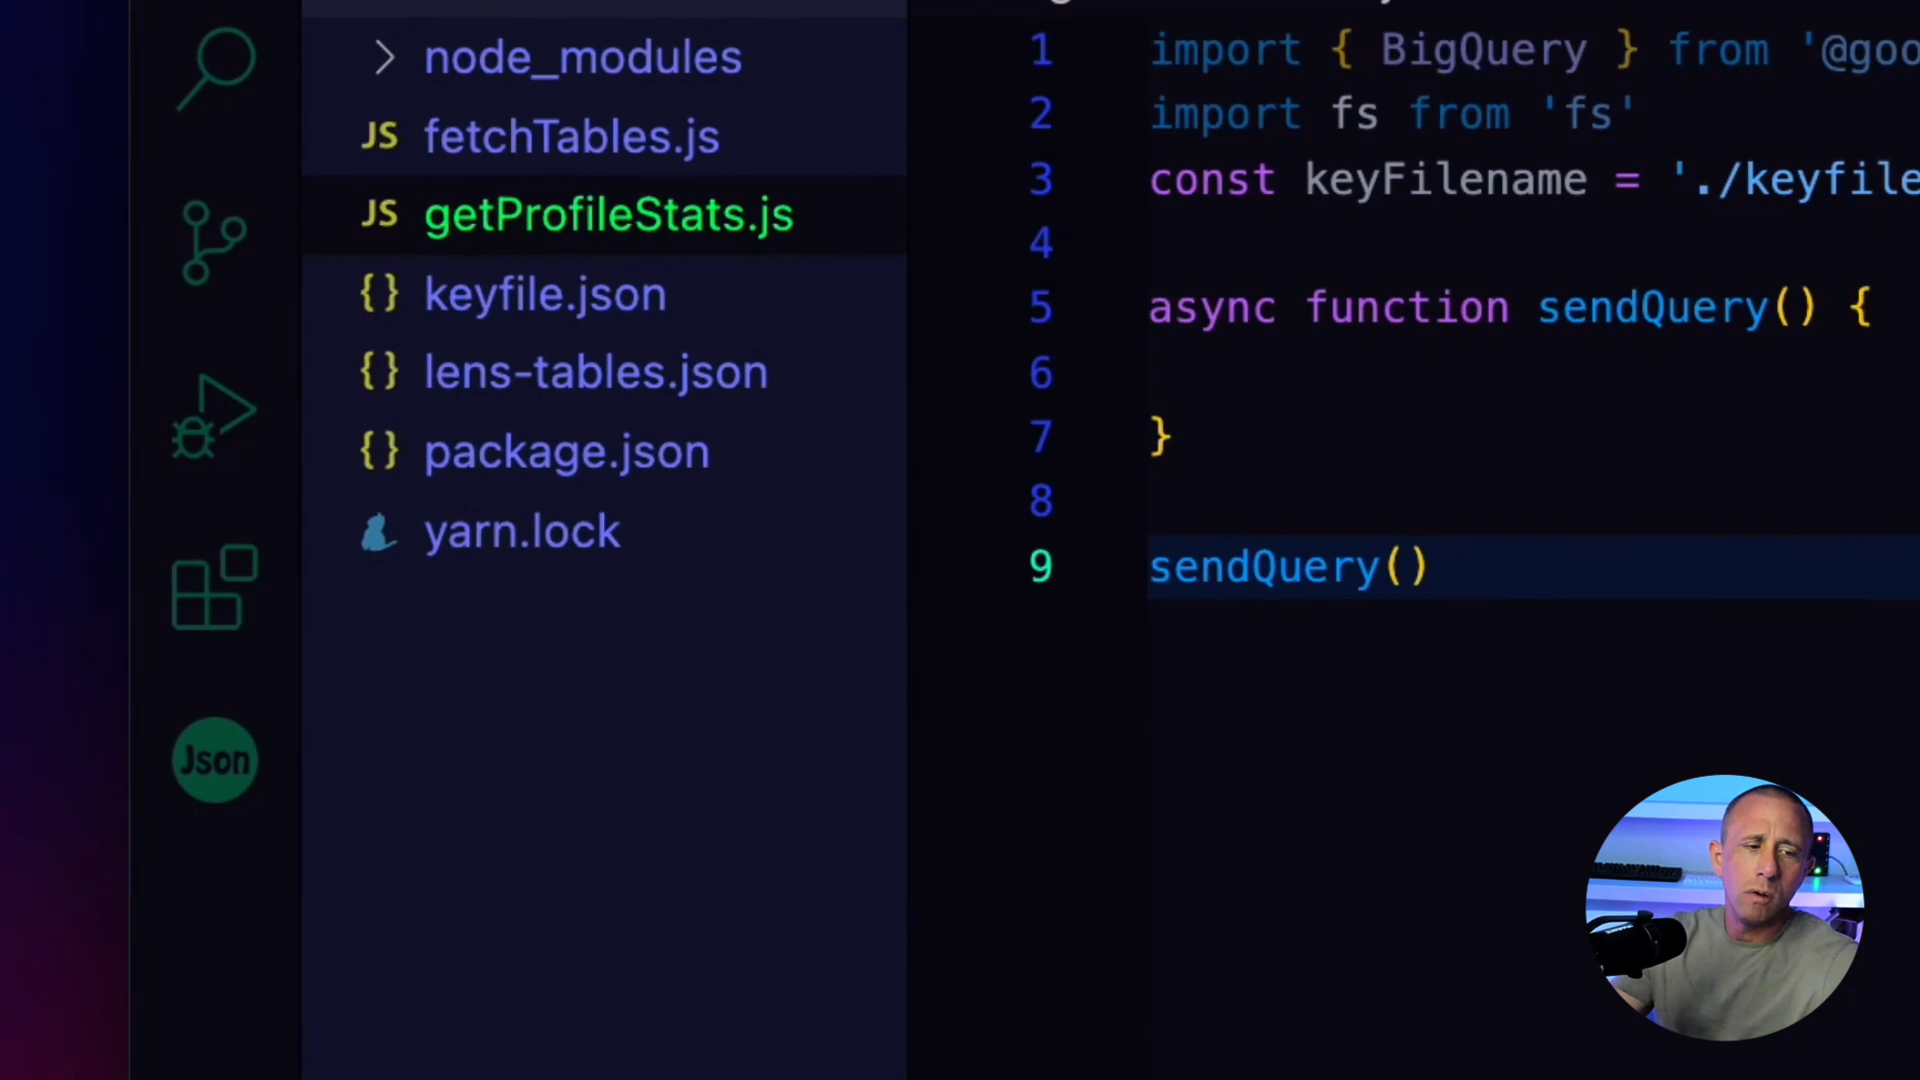 node_modules
JS fetchTables.js
JS getProfileStats.js
{} keyfile.json
{} lens-tables.json
{} package.json
yarn.lock
Json
1 import { BigQuery } from '@goo
2 import fs from 'fs'
3 const keyFilename = './keyfile
4
5 async function sendQuery() {
6
7 }
8
9 sendQuery()